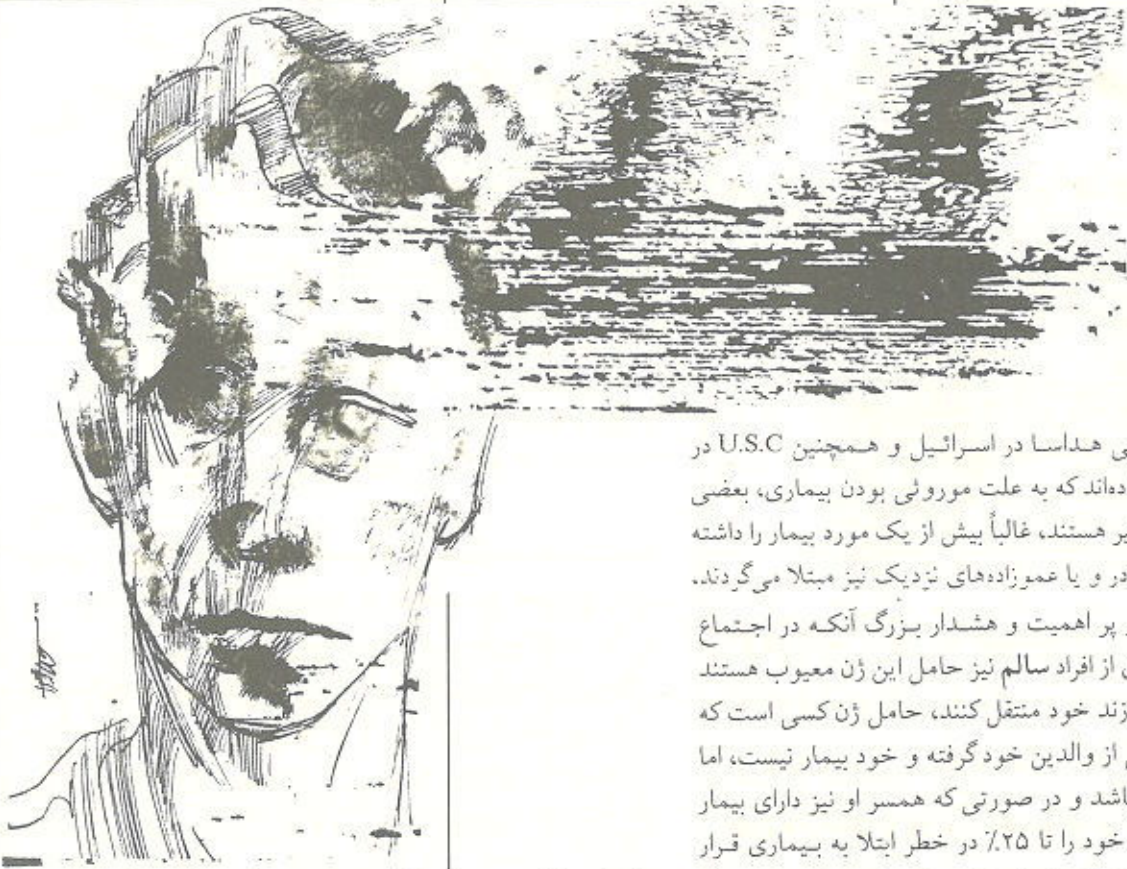 ی هداسا در اسرائیل و همچنین U.S.C در
ده‌اند که به علت موروثی بودن بیماری، بعضی
یر هستند، غالباً بیش از یک مورد بیمار را داشته
در و یا عموزاده‌های نزدیک نیز مبتلا می‌گردند.
پر اهمیت و هشدار بزرگ آنکه در اجتماع
از افراد سالم نیز حامل این ژن معیوب هستند
زند خود منتقل کنند، حامل ژن کسی است که
از والدین خود گرفته و خود بیمار نیست، اما
اشد و در صورتی که همسر او نیز دارای بیمار
خود را تا ۲۵٪ در خطر ابتلا به بیماری قرار